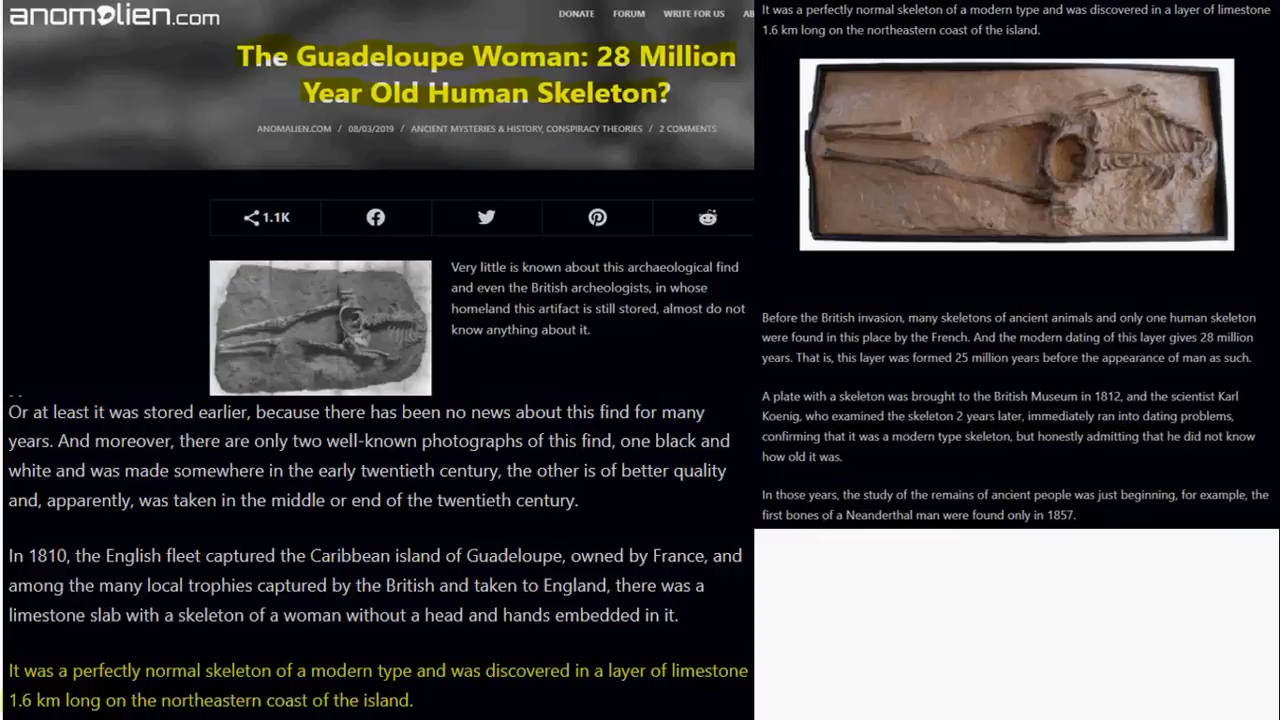 anomalien.com
DONATE FORUM WRITE FOR US AB
The Guadeloupe Woman: 28 Million
Year Old Human Skeleton?
ANOMALIEN.COM / 08/03/2019 / ANCIENT MYSTERIES & HISTORY, CONSPIRACY THEORIES / 2 COMMENTS
1.1K
Very little is known about this archaeological find
and even the British archeologists, in whose
homeland this artifact is still stored, almost do not
know anything about it.
Or at least it was stored earlier, because there has been no news about this find for many
years. And moreover, there are only two well-known photographs of this find, one black and
white and was made somewhere in the early twentieth century, the other is of better quality
and, apparently, was taken in the middle or end of the twentieth century.
In 1810, the English fleet captured the Caribbean island of Guadeloupe, owned by France, and
among the many local trophies captured by the British and taken to England, there was a
limestone slab with a skeleton of a woman without a head and hands embedded in it.
It was a perfectly normal skeleton of a modern type and was discovered in a layer of limestone
1.6 km long on the northeastern coast of the island.
It was a perfectly normal skeleton of a modern type and was discovered in a layer of limestone
1.6 km long on the northeastern coast of the island.
Before the British invasion, many skeletons of ancient animals and only one human skeleton
were found in this place by the French. And the modern dating of this layer gives 28 million
years. That is, this layer was formed 25 million years before the appearance of man as such.
A plate with a skeleton was brought to the British Museum in 1812, and the scientist Karl
Koenig, who examined the skeleton 2 years later, immediately ran into dating problems,
confirming that it was a modern type skeleton, but honestly admitting that he did not know
how old it was.
In those years, the study of the remains of ancient people was just beginning, for example, the
first bones of a Neanderthal man were found only in 1857.